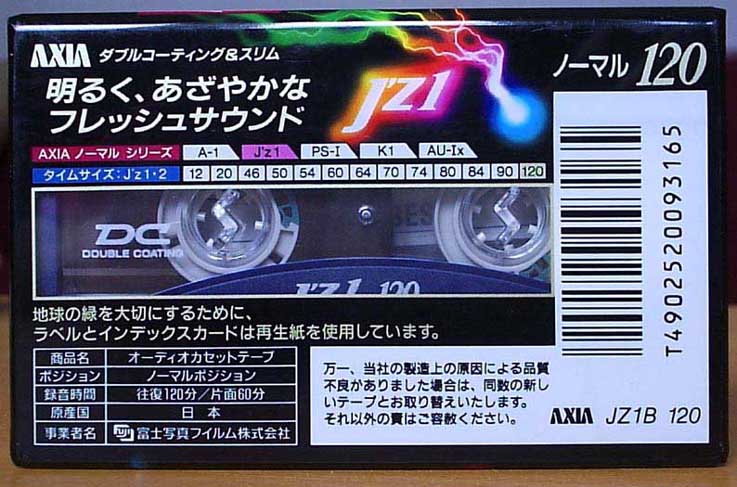 AXIA ダブルコーティング&スリム
明るく、あざやかな
フレッシュサウンド
J'z1
ノーマル 120
AXIA ノーマル シリーズ A-1 J'z1 PS-I K1 AU-Ix
タイムサイズ:J'z1・2 12 20 46 50 54 60 64 70 74 80 84 90 120
DC
DOUBLE COATING
J'Z1 120
地球の緑を大切にするために、
ラベルとインデックスカードは再生紙を使用しています。
商品名 オーディオカセットテープ
ポジション ノーマルポジション
録音時間 往復120分/片面60分
原産国 日本
事業者名 FUJI 富士写真フイルム株式会社
万一、当社の製造上の原因による品質
不良がありました場合は、同数の新し
いテープとお取り替えいたします。
それ以外の責はご容赦ください。
AXIA JZ1B 120
T4902520093165